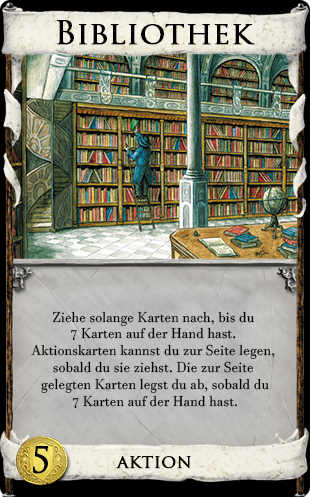 BIBLIOTHEK
Ziehe solange Karten nach, bis du
7 Karten auf der Hand hast.
Aktionskarten kannst du zur Seite legen,
sobald du sie ziehst. Die zur Seite
gelegten Karten legst du ab, sobald du
7 Karten auf der Hand hast.
5
AKTION